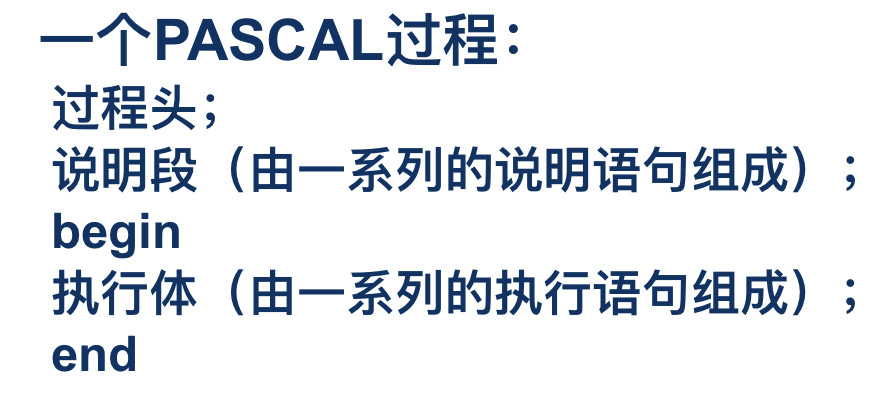 一个PASCAL过程：
过程头；
说明段（由一系列的说明语句组成）；
begin
执行体（由一系列的执行语句组成）；
end